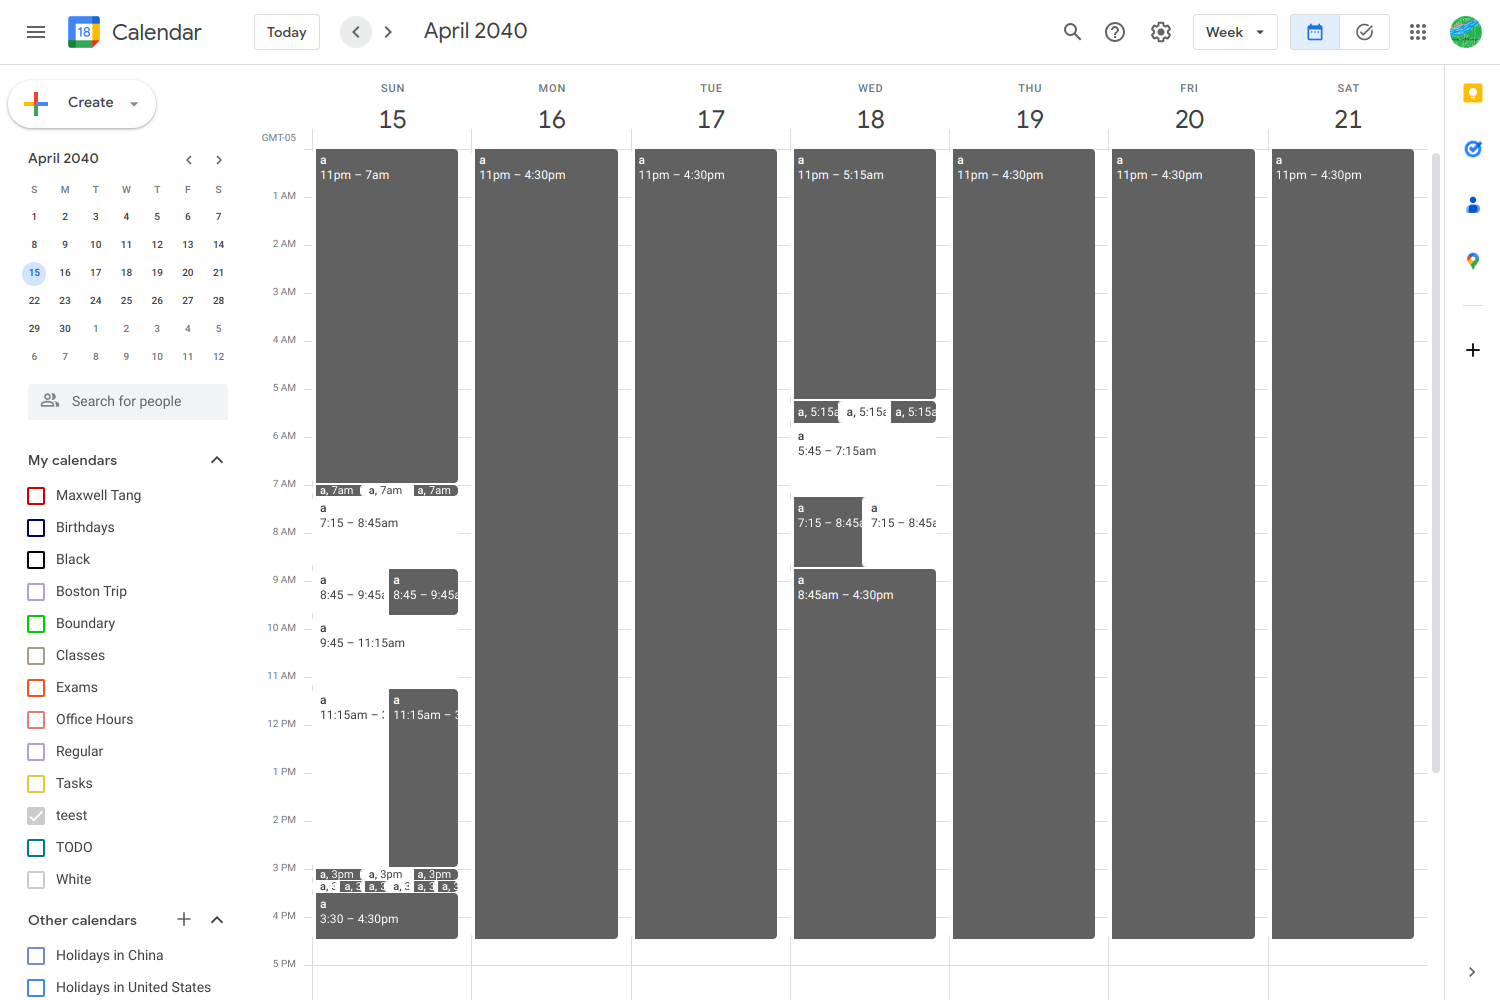 18 Calendar
Today
April 2040
Week
Create
April 2040
S M T W T F S
1 2 3 4 5 6 7
8 9 10 11 12 13 14
15 16 17 18 19 20 21
22 23 24 25 26 27 28
29 30 1 2 3 4 5
6 7 8 9 10 11 12
Search for people
My calendars
Maxwell Tang
Birthdays
Black
Boston Trip
Boundary
Classes
Exams
Office Hours
Regular
Tasks
teest
TODO
White
Other calendars
Holidays in China
Holidays in United States
SUN MON TUE WED THU FRI SAT
15 16 17 18 19 20 21
GMT-05
1 AM
2 AM
3 AM
4 AM
5 AM
6 AM
7 AM
8 AM
9 AM
10 AM
11 AM
12 PM
1 PM
2 PM
3 PM
4 PM
5 PM
a
11pm – 7am
a, 7am a, 7am a, 7am
a
7:15 – 8:45am
a
8:45 – 9:45a
a
8:45 – 9:45a
a
9:45 – 11:15am
a
11:15am –
a
11:15am –
a, 3pm a, 3pm a, 3pm
a, 3 a, 3 a, 3 a, 3 a, 3 a, 3
a
3:30 – 4:30pm
a
11pm – 4:30pm
a
11pm – 4:30pm
a
11pm – 5:15am
a, 5:15a a, 5:15a a, 5:15a
a
5:45 – 7:15am
a
7:15 – 8:45a
a
7:15 – 8:45a
a
8:45am – 4:30pm
a
11pm – 4:30pm
a
11pm – 4:30pm
a
11pm – 4:30pm